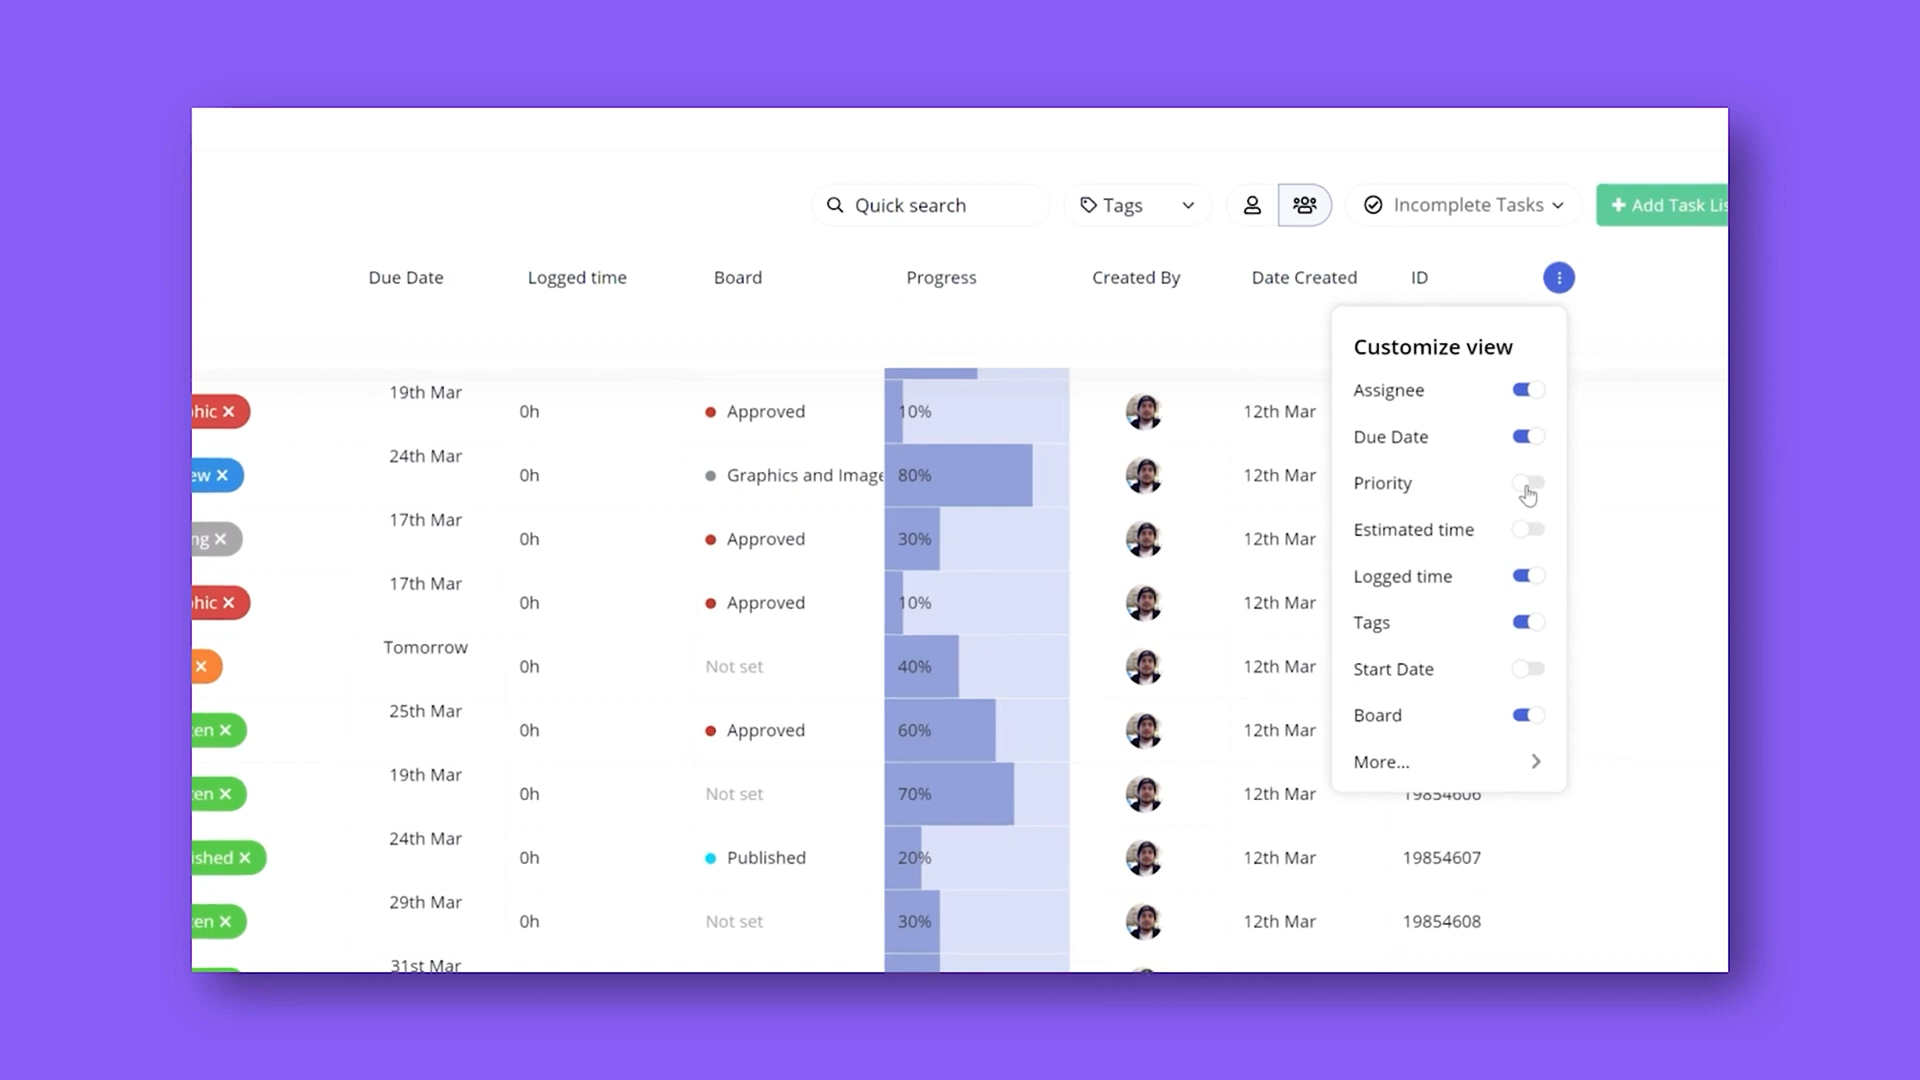 Quick search Tags Incomplete Tasks Add Task Lis
Due Date Logged time Board Progress Created By Date Created ID
Customize view
Assignee
Due Date
Priority
Estimated time
Logged time
Tags
Start Date
Board
More...
19th Mar
hic 0h Approved 10% 12th Mar
24th Mar
ew 0h Graphics and Image 80% 12th Mar
17th Mar
ng 0h Approved 30% 12th Mar
17th Mar
hic 0h Approved 10% 12th Mar
Tomorrow
0h Not set 40% 12th Mar
25th Mar
en 0h Approved 60% 12th Mar
19th Mar
en 0h Not set 70% 12th Mar 19854606
24th Mar
ished 0h Published 20% 12th Mar 19854607
29th Mar
en 0h Not set 30% 12th Mar 19854608
31st Mar